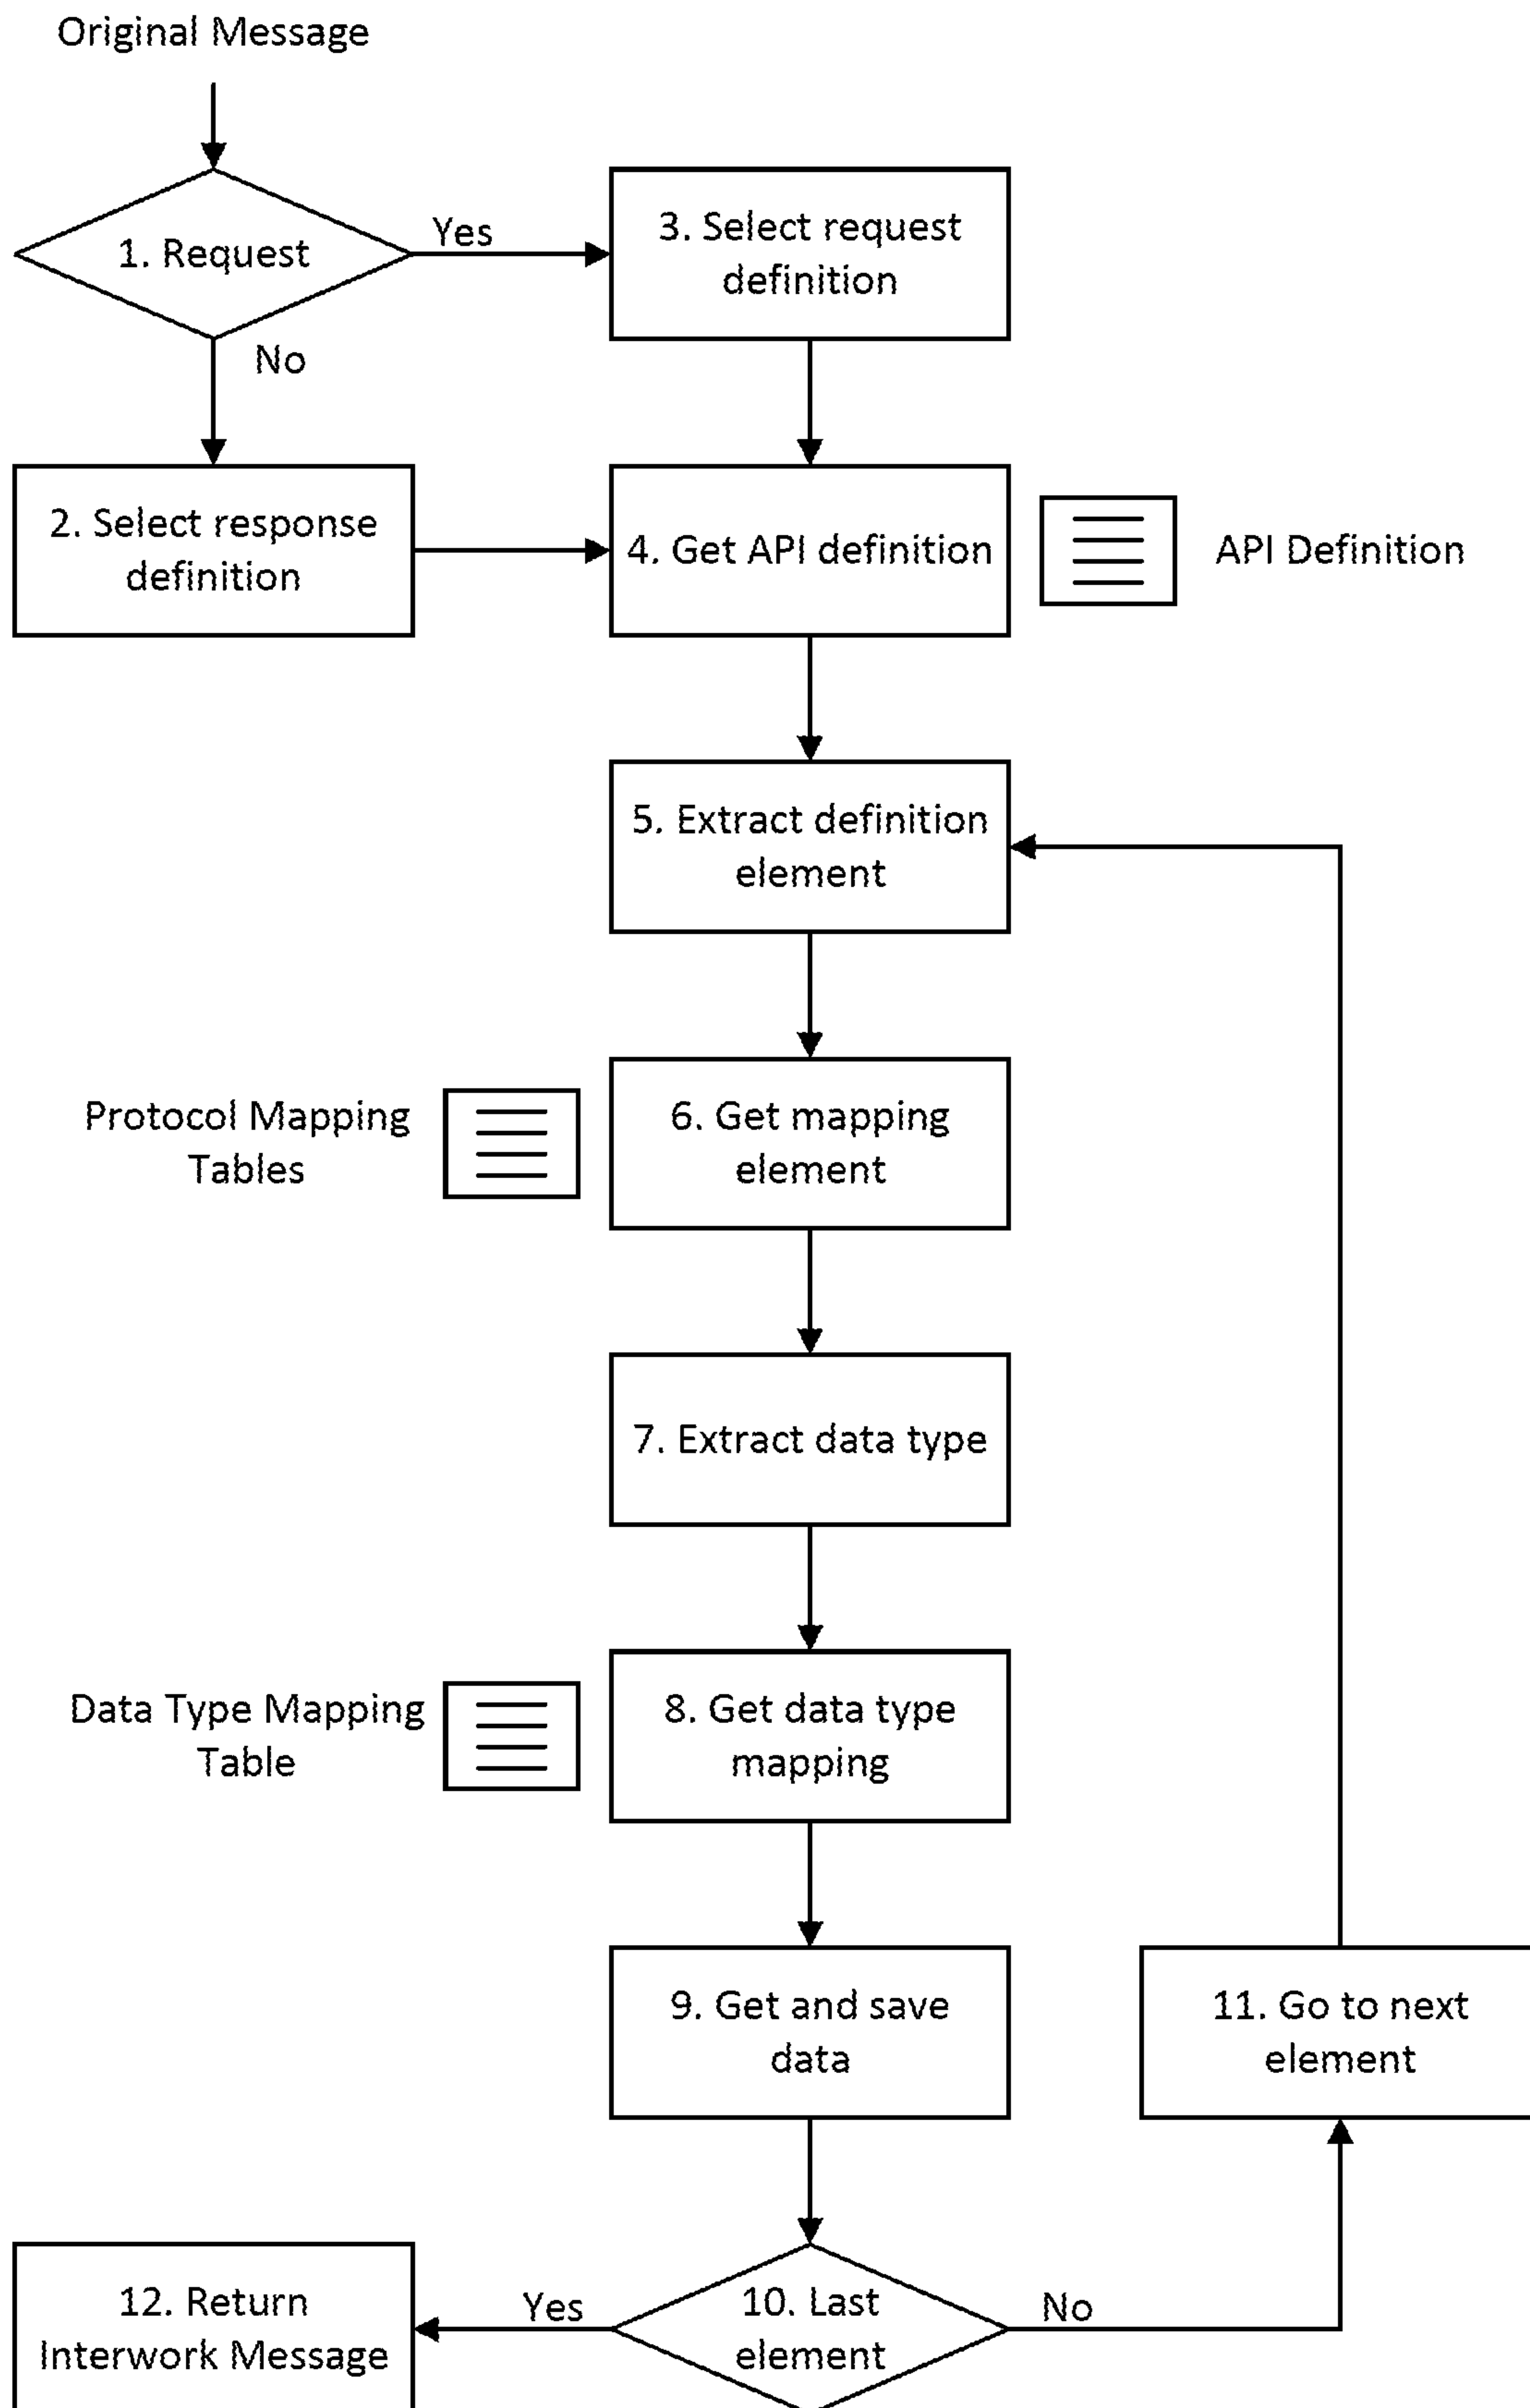 Original Message
1. Request
Yes
3. Select request
definition
No
2. Select response
definition
4. Get API definition
API Definition
5. Extract definition
element
Protocol Mapping
Tables
6. Get mapping
element
7. Extract data type
Data Type Mapping
Table
8. Get data type
mapping
9. Get and save
data
11. Go to next
element
12. Return
Interwork Message
Yes
10. Last
element
No